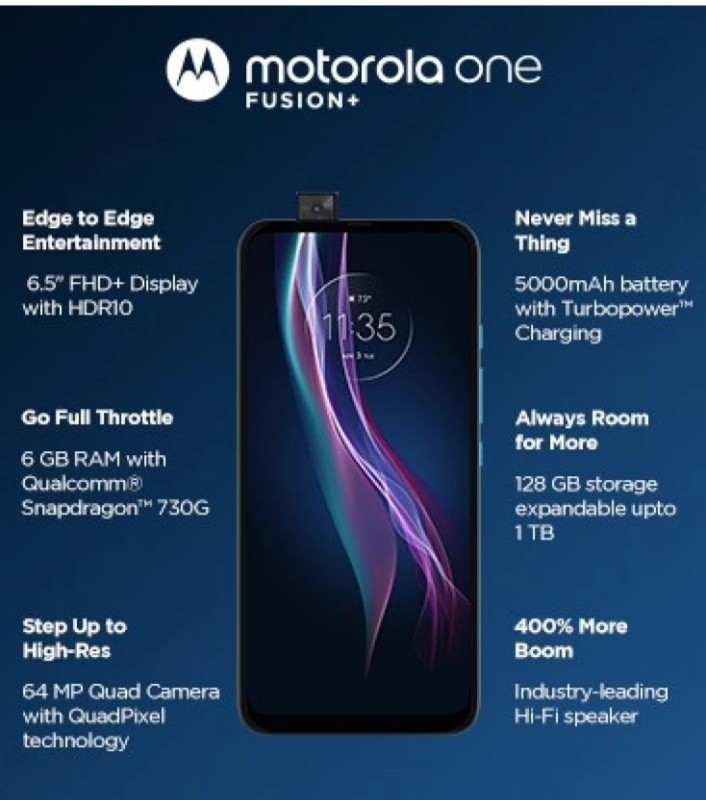 motorola one
FUSION+
Edge to Edge
Entertainment
6.5" FHD+ Display
with HDR10
Go Full Throttle
6 GB RAM with
Qualcomm®
Snapdragon™ 730G
Step Up to
High-Res
64 MP Quad Camera
with QuadPixel
technology
73°
11:35
Never Miss a
Thing
5000mAh battery
with Turbopower™
Charging
Always Room
for More
128 GB storage
expandable upto
1 TB
400% More
Boom
Industry-leading
Hi-Fi speaker